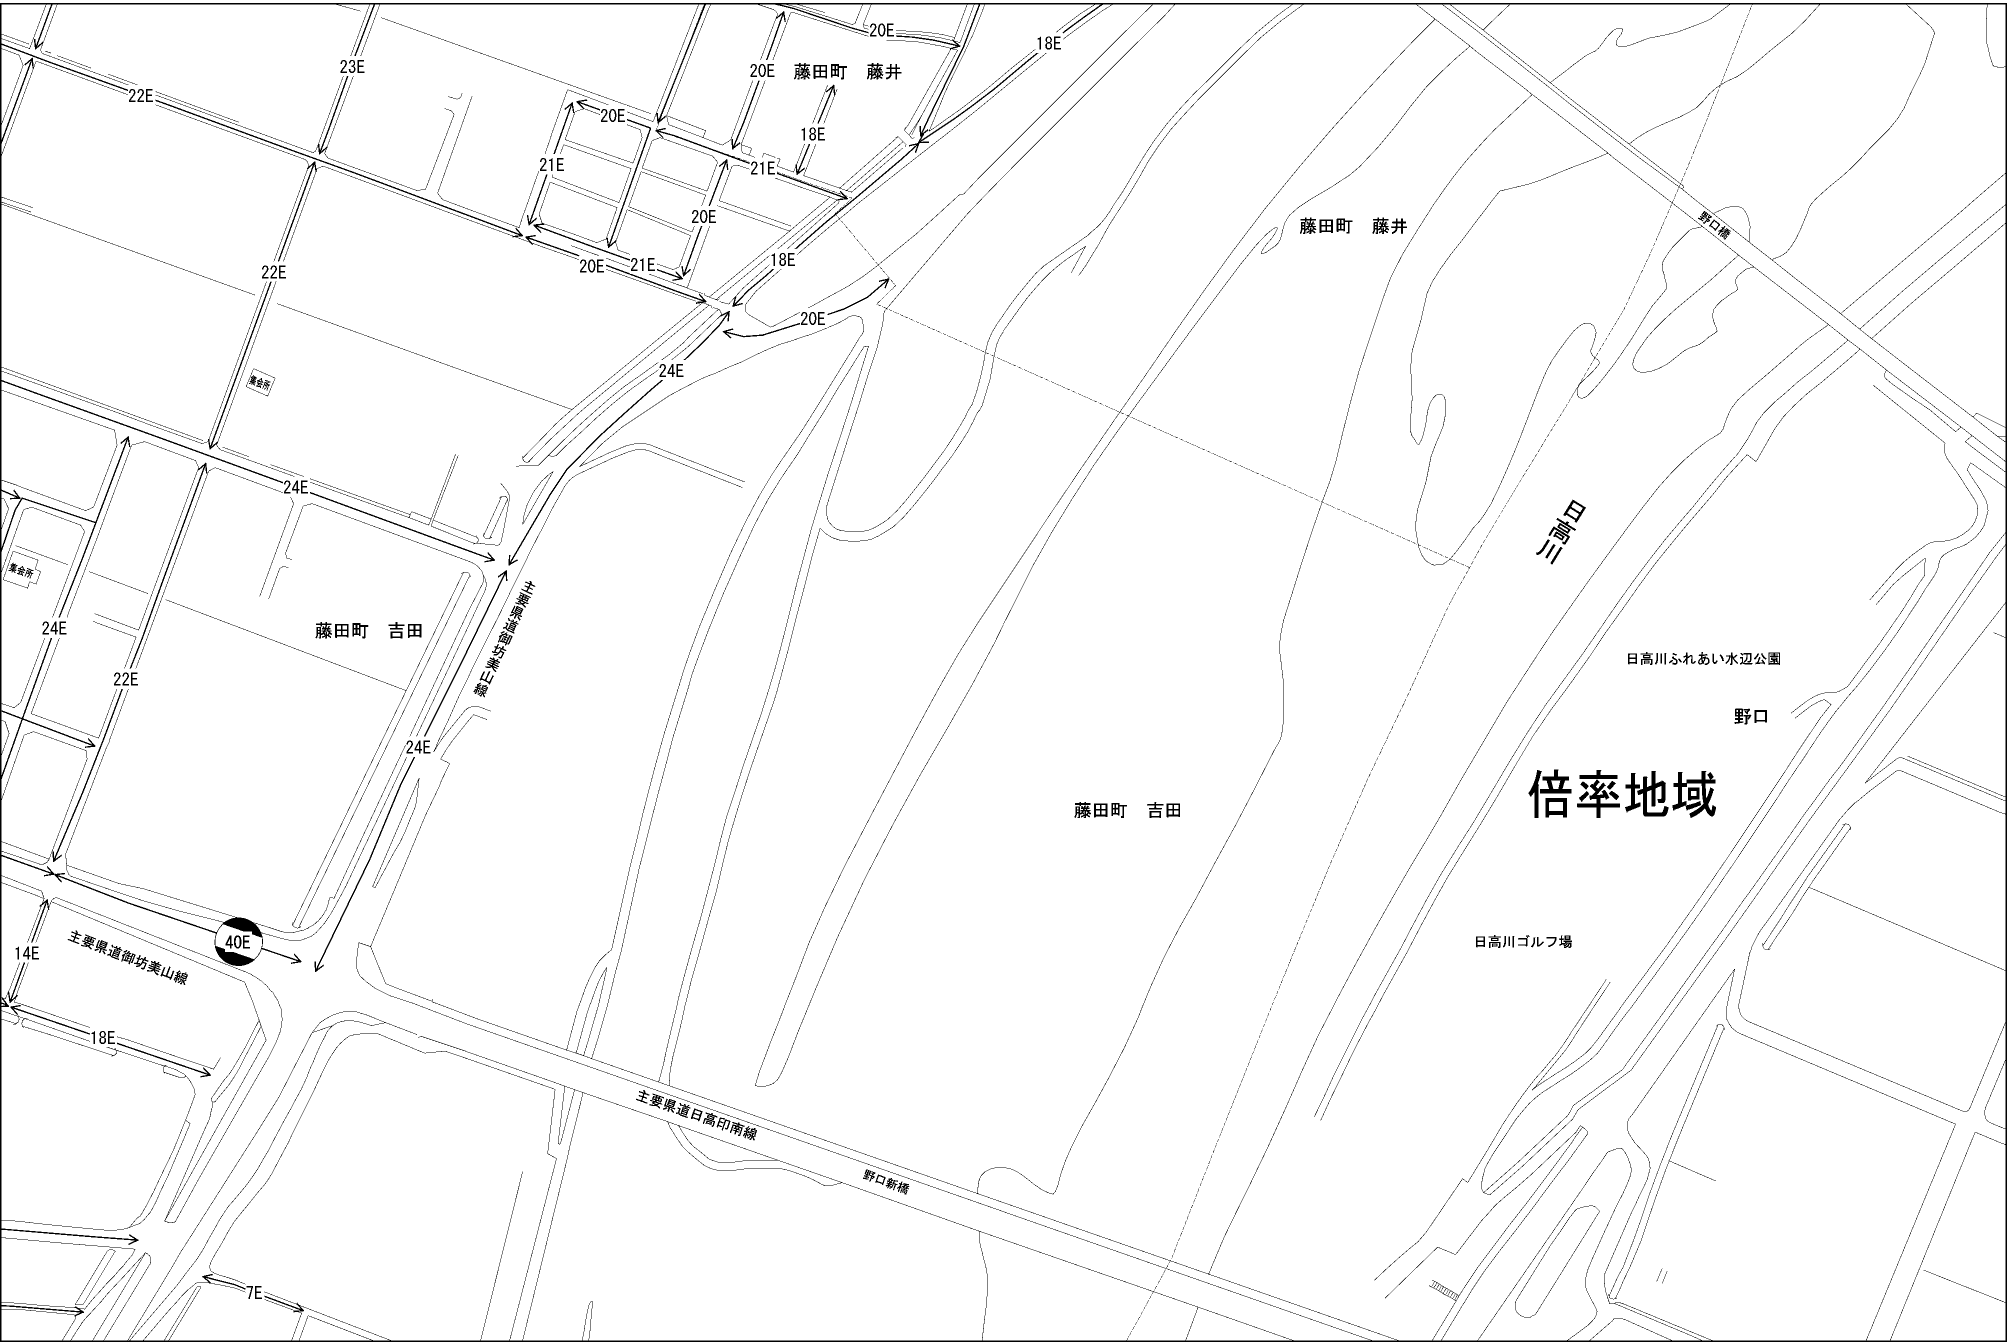 20E
18E
23E
20E
藤田町　藤井
22E
20E
18E
21E
21E
20E
藤田町　藤井
野口橋
22E
20E
21E
18E
20E
集会所
24E
24E
日高川
集会所
24E
藤田町　吉田
主要県道御坊美山線
日高川ふれあい水辺公園
22E
野口
24E
倍率地域
藤田町　吉田
40E
14E
主要県道御坊美山線
日高川ゴルフ場
18E
主要県道日高印南線
野口新橋
7E